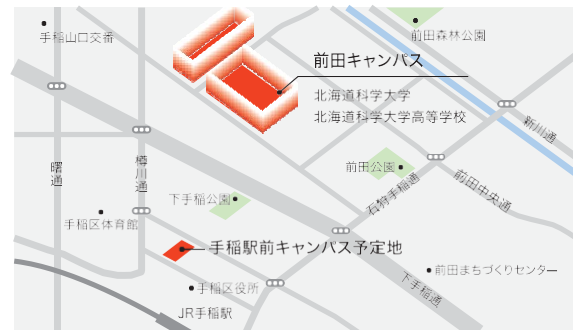 手稲山口交番
前田森林公園
前田キャンパス
北海道科学大学
北海道科学大学高等学校
新川通
曙通
樽川通
前田公園
石狩手稲通
前田中央通
下手稲公園
手稲区体育館
手稲駅前キャンパス予定地
前田まちづくりセンター
下手稲通
手稲区役所
JR手稲駅